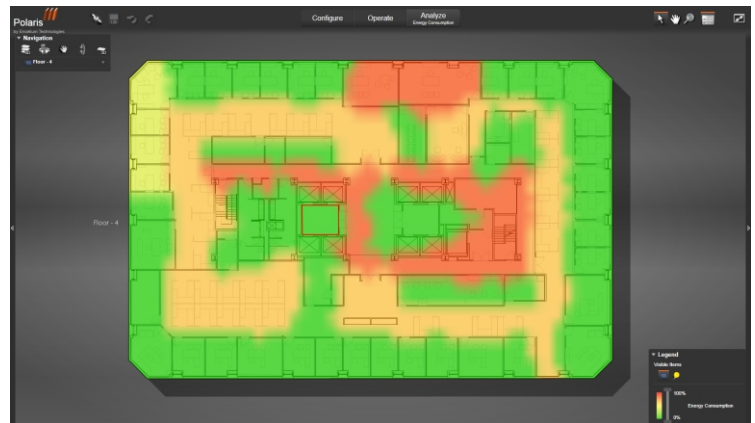 Polaris
by Encelium Technologies
Configure
Operate
Analyze
Energy Consumption
Navigation
Floor - 4
Floor - 4
Legend
Visible Items
100%
Energy Consumption
0%